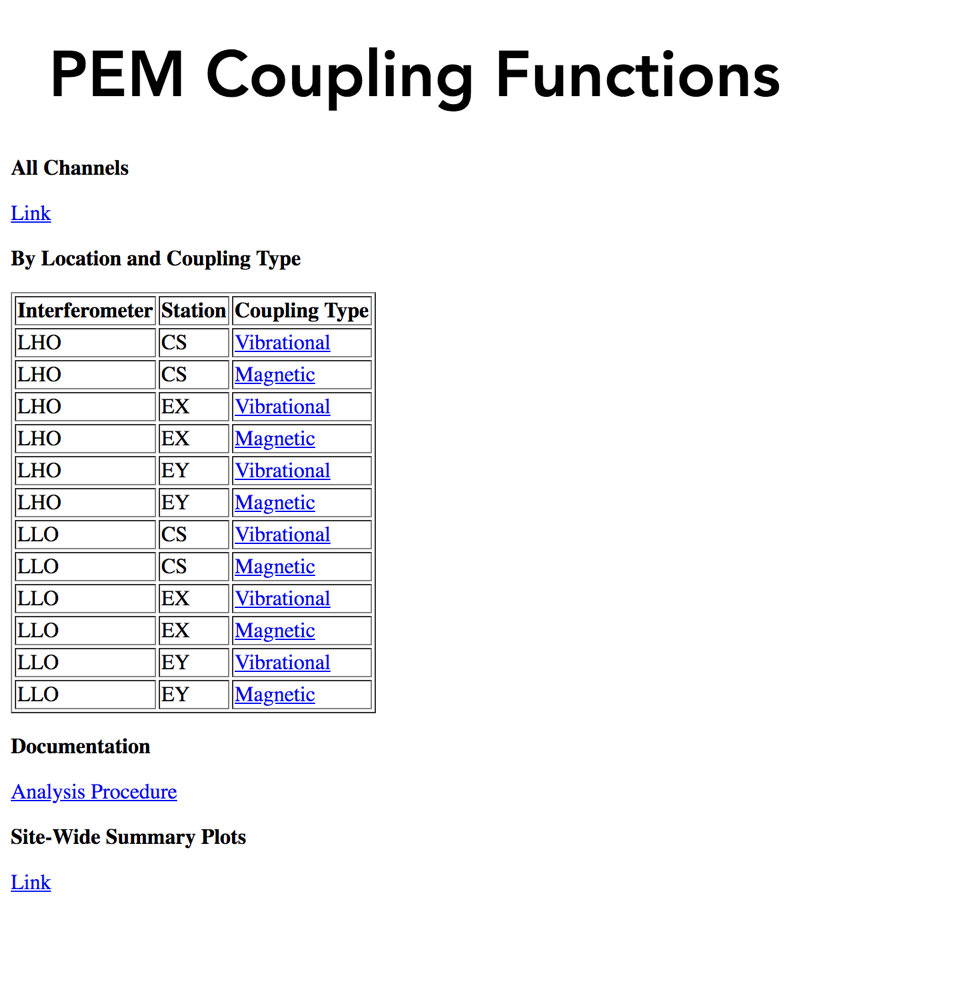 PEM Coupling Functions
All Channels
Link
By Location and Coupling Type
Interferometer Station Coupling Type
LHO CS Vibrational
LHO CS Magnetic
LHO EX Vibrational
LHO EX Magnetic
LHO EY Vibrational
LHO EY Magnetic
LLO CS Vibrational
LLO CS Magnetic
LLO EX Vibrational
LLO EX Magnetic
LLO EY Vibrational
LLO EY Magnetic
Documentation
Analysis Procedure
Site-Wide Summary Plots
Link